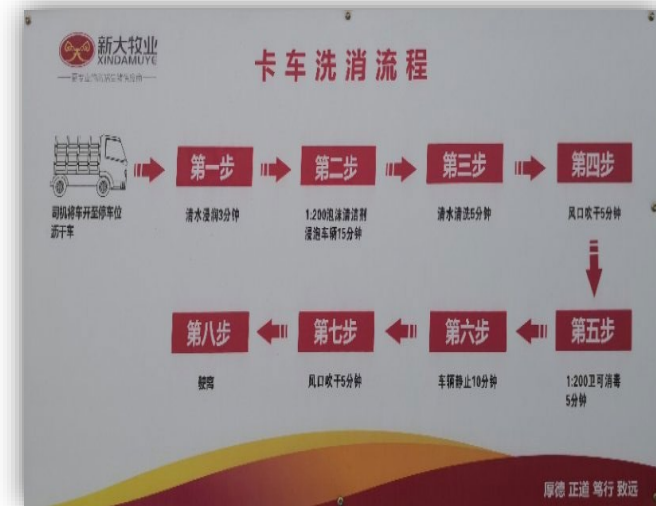 新大牧业
XINDAMUYE
卡车洗消流程
司机将车开至停车位
沥干车
第一步
清水浸润3分钟
第二步
1:200泡沫清洁剂
浸泡车辆15分钟
第三步
清水清洗5分钟
第四步
风口吹干5分钟
第五步
1:200卫可消毒
5分钟
第六步
车辆静止10分钟
第七步
风口吹干5分钟
第八步
驶离
厚德 正道 笃行 致远